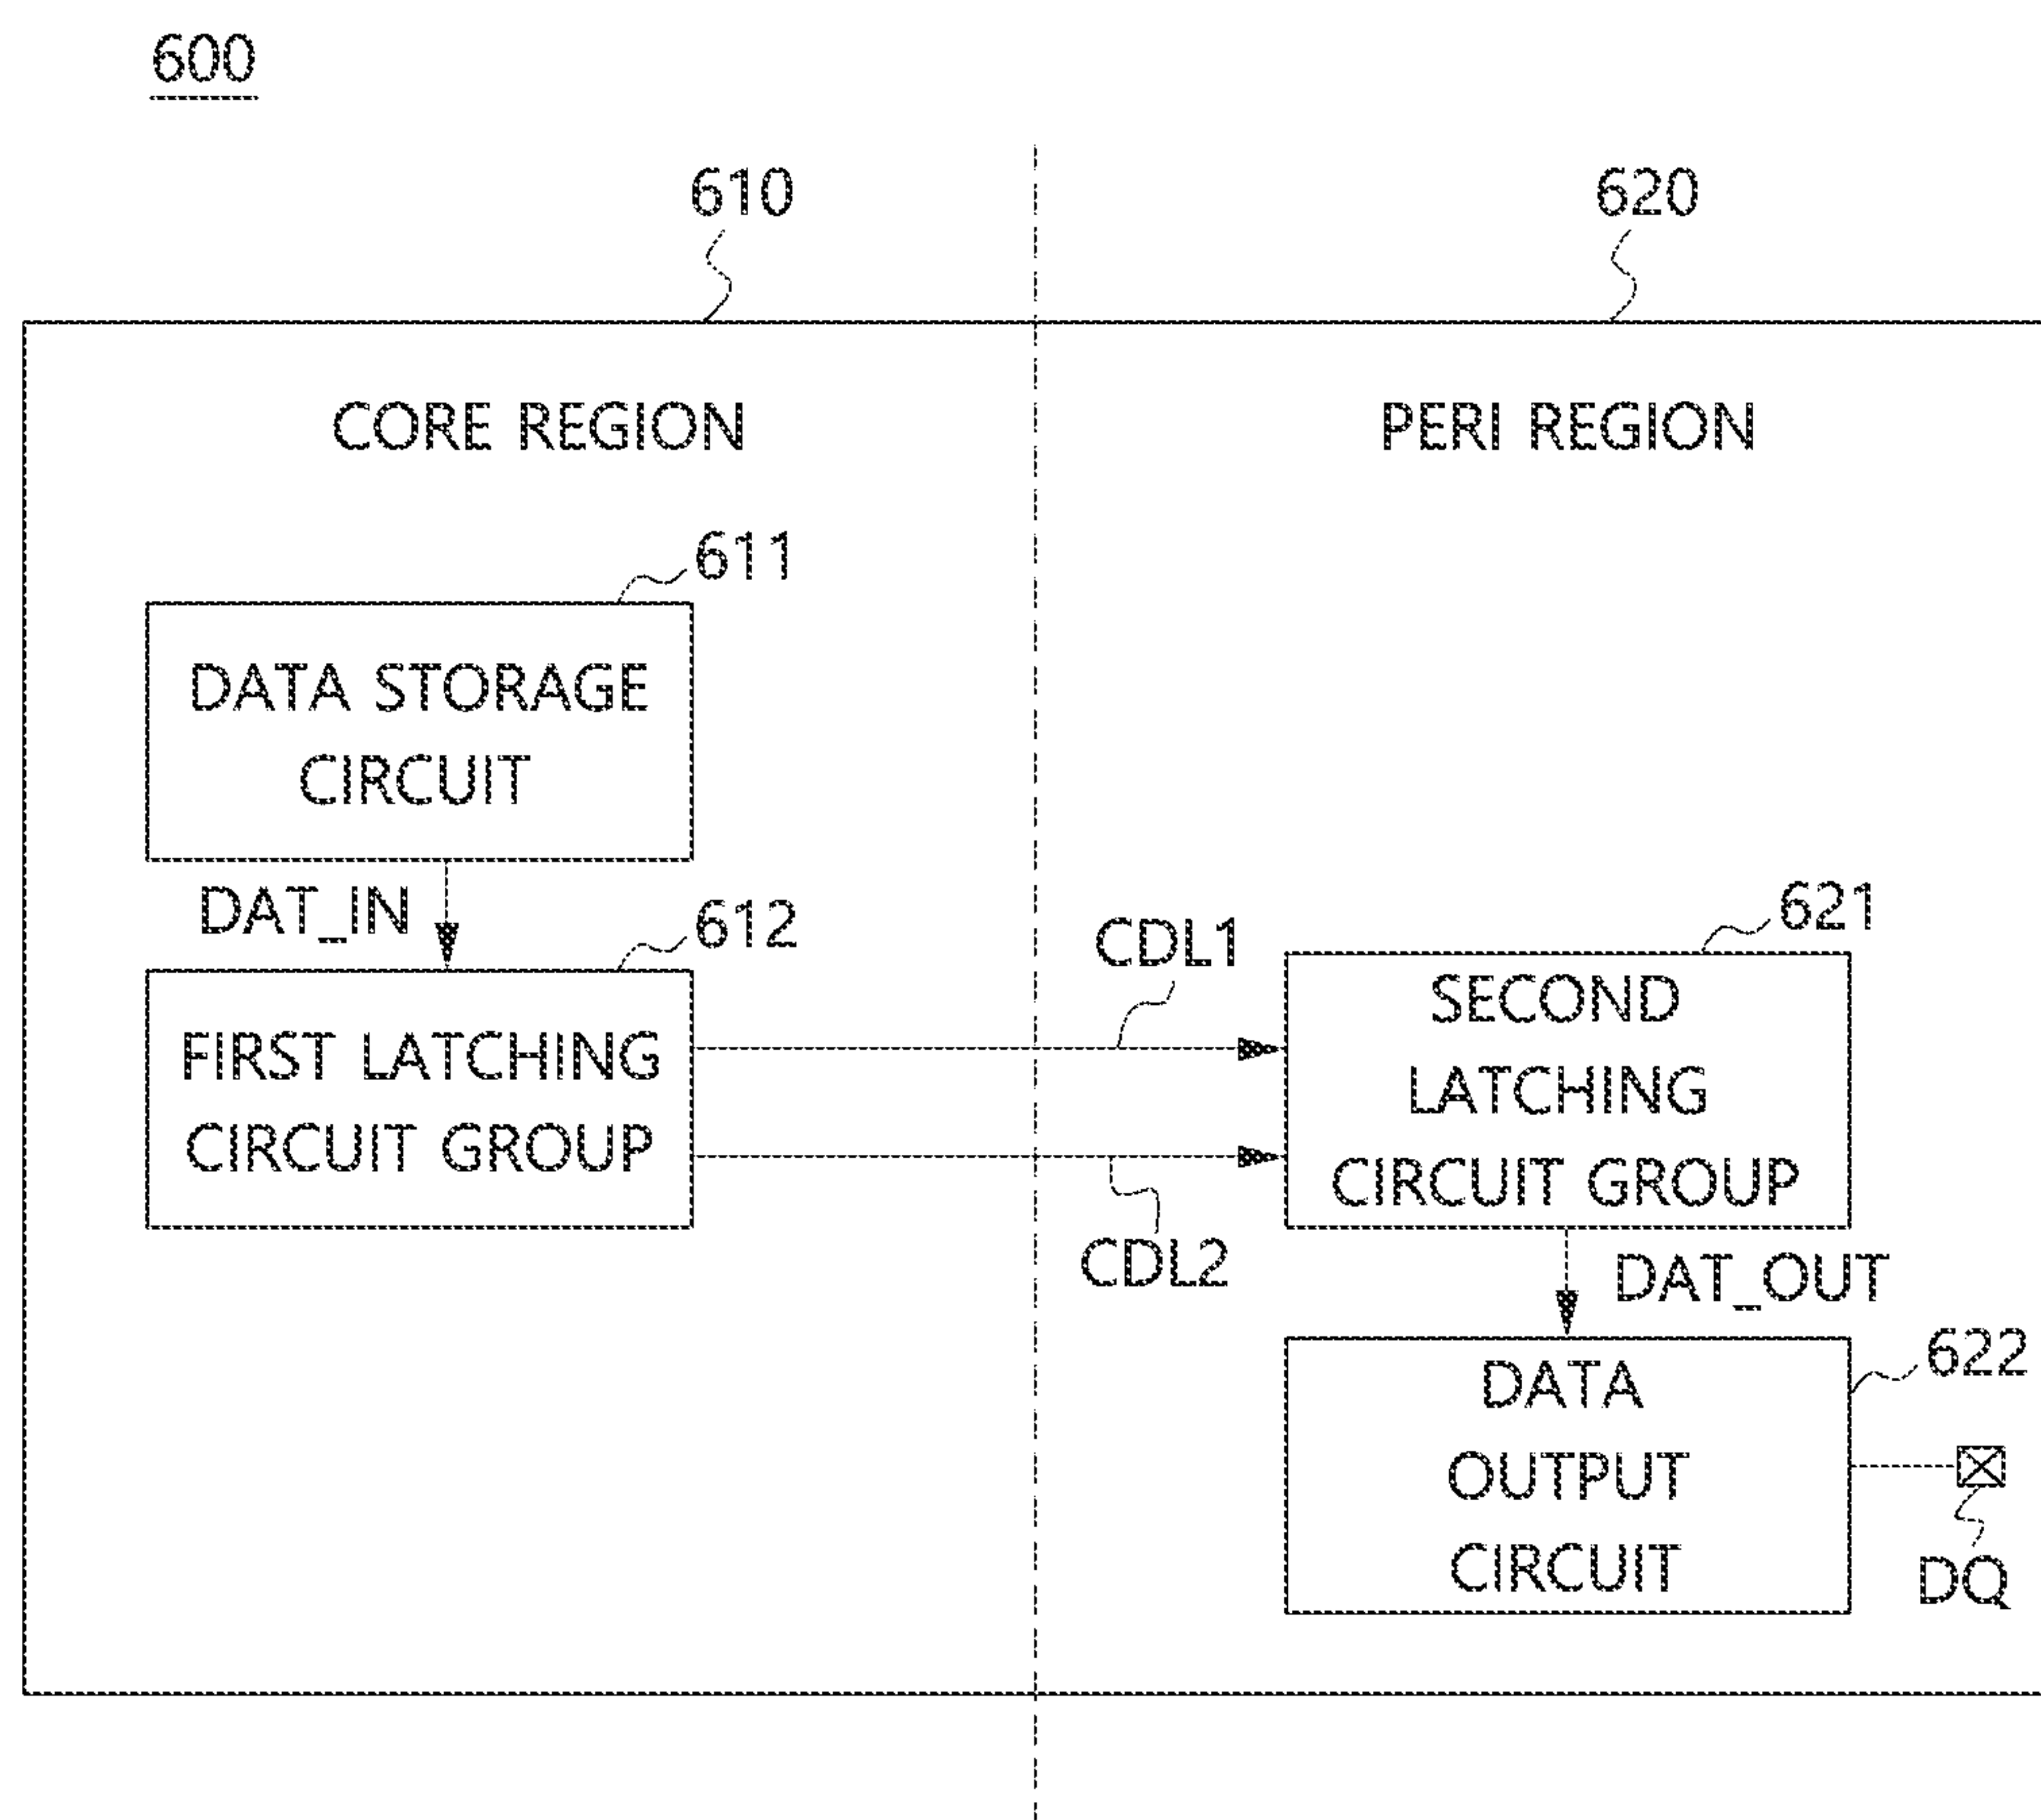 600
610
620
CORE REGION
PERI REGION
611
DATA STORAGE
CIRCUIT
DAT_IN
612
FIRST LATCHING
CIRCUIT GROUP
CDL1
CDL2
621
SECOND
LATCHING
CIRCUIT GROUP
DAT_OUT
622
DATA
OUTPUT
CIRCUIT
DQ